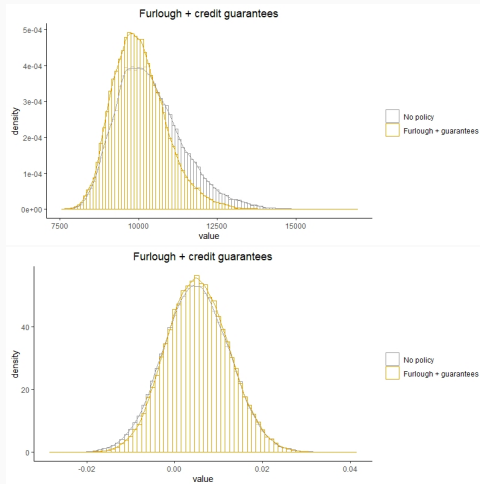 Furlough + credit guarantees
5e-04
4e-04
3e-04
2e-04
1e-04
0e+00
density
7500 10000 12500 15000
value
No policy
Furlough + guarantees
Furlough + credit guarantees
40
20
0
density
-0.02 0.00 0.02 0.04
value
No policy
Furlough + guarantees